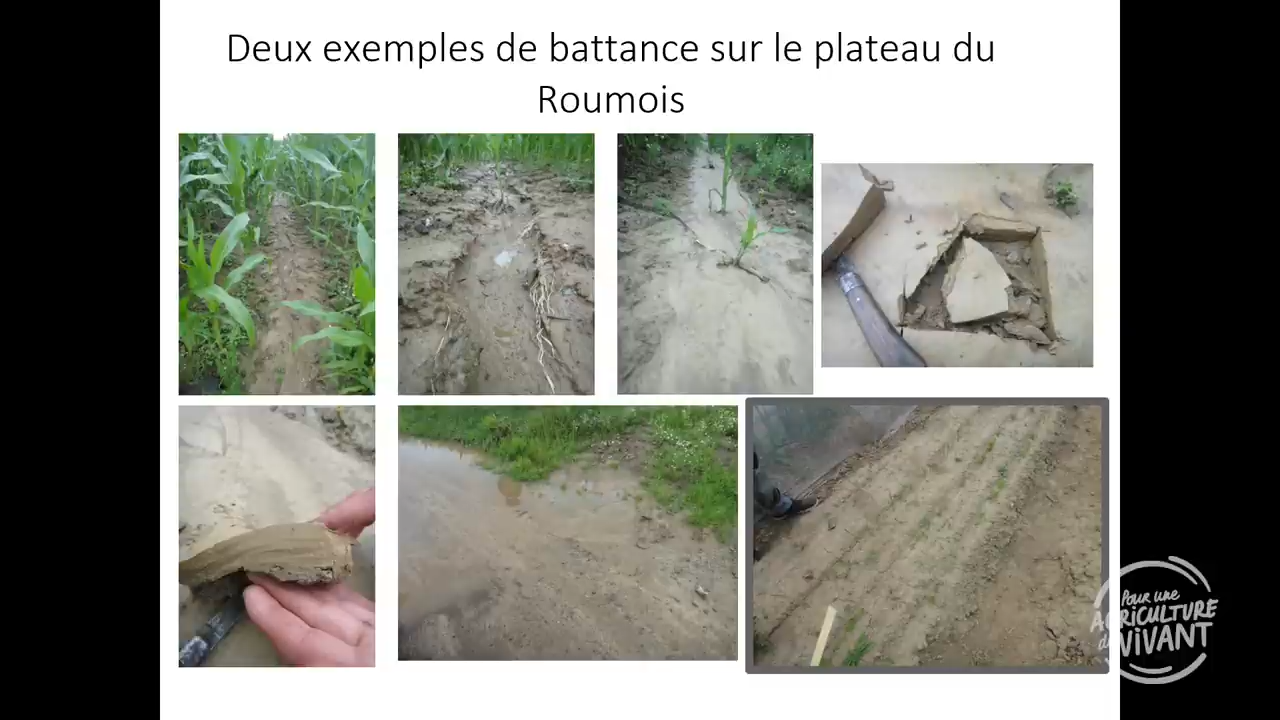 Deux exemples de battance sur le plateau du
Roumois
Pour une
AGRiCULTURE
du ViVANT